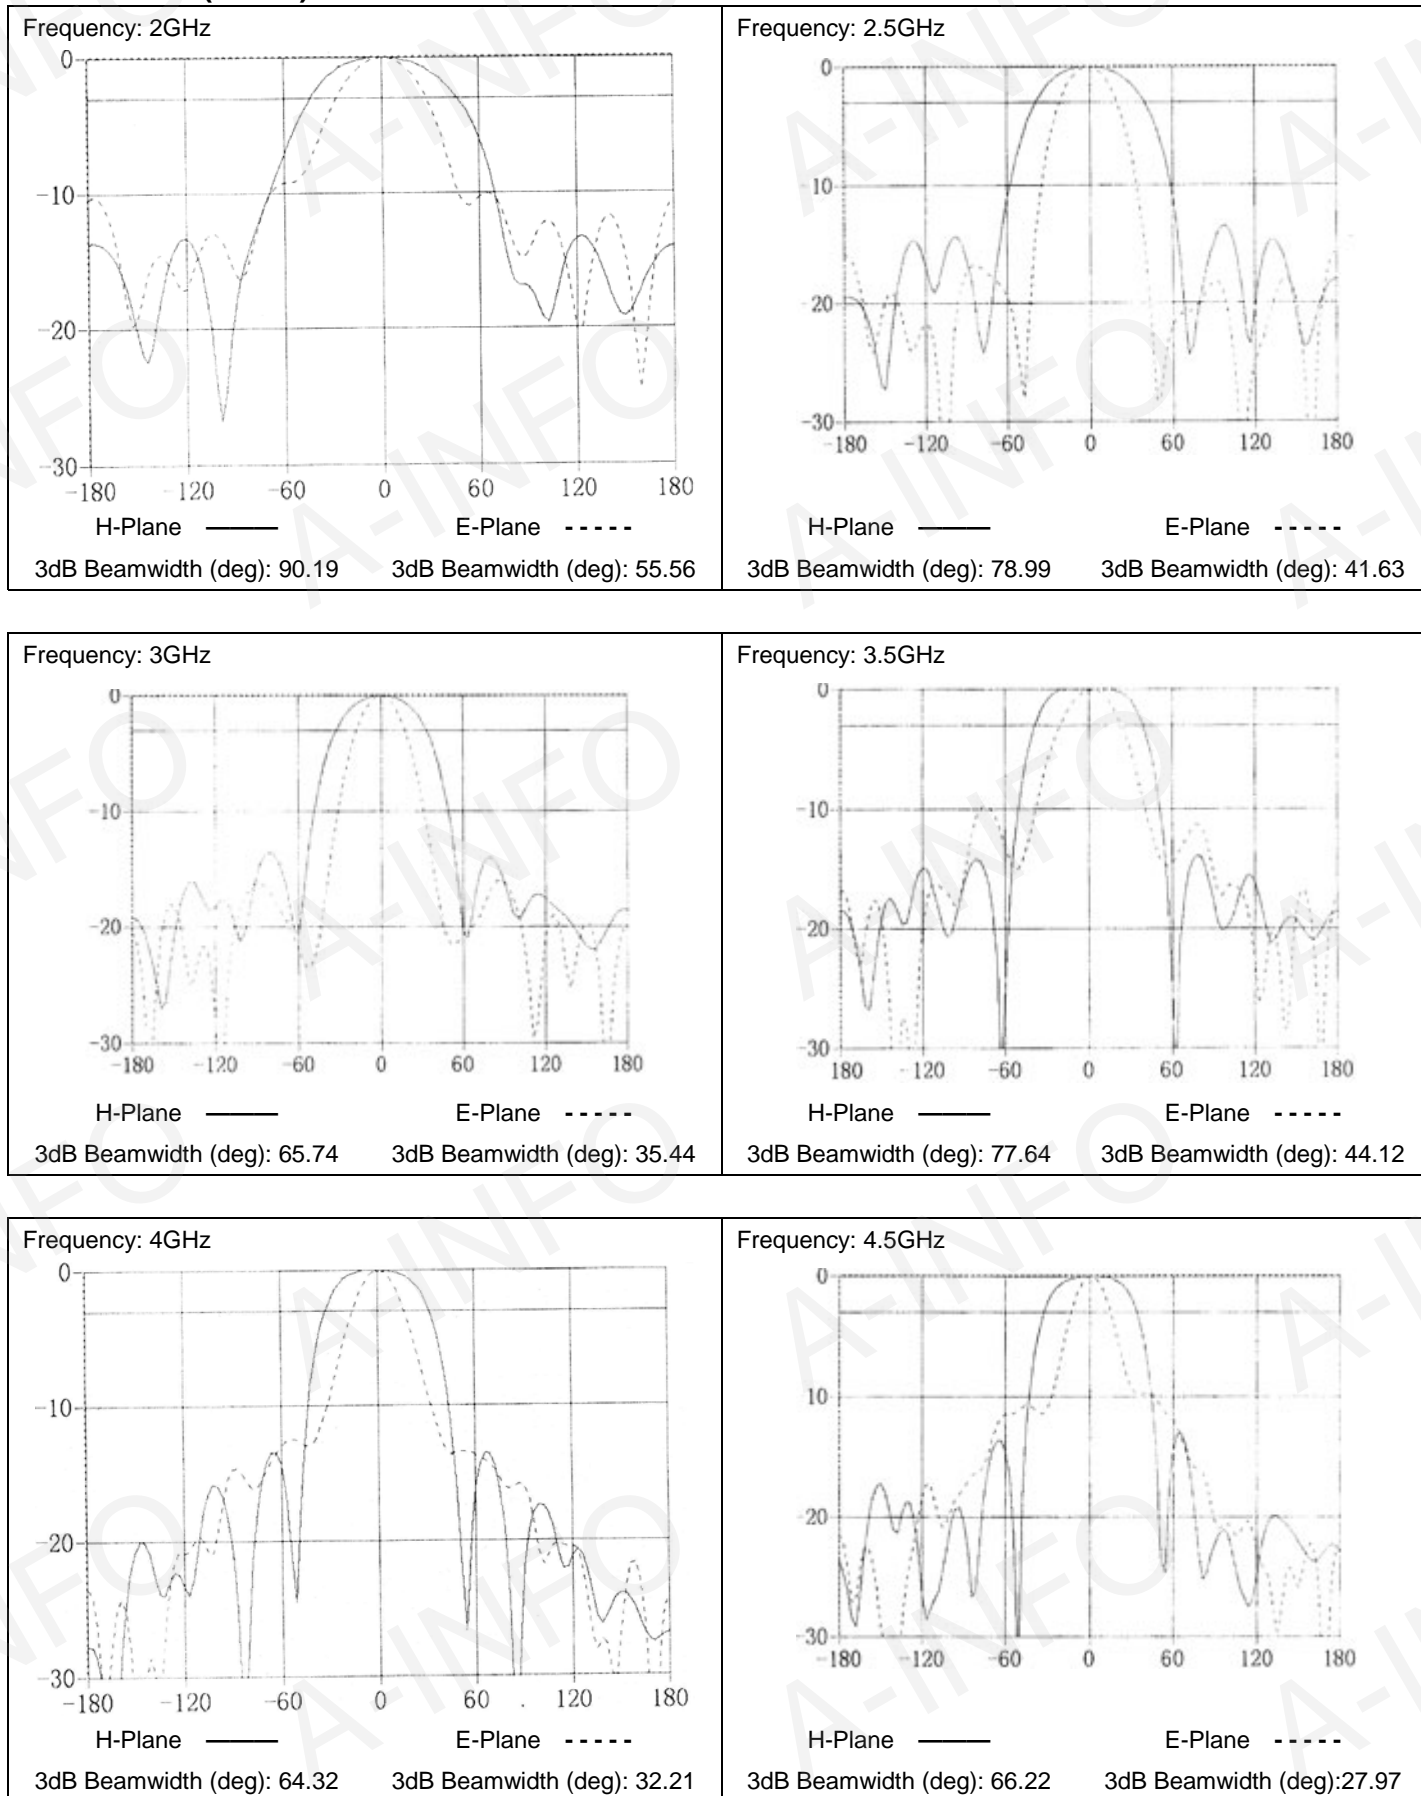 Frequency: 2GHz
0
-10
-20
-30
-180 -120 -60 0 60 120 180
H-Plane E-Plane
3dB Beamwidth (deg): 90.19 3dB Beamwidth (deg): 55.56
Frequency: 2.5GHz
0
10
20
-30
-180 -120 -60 0 60 120 180
H-Plane E-Plane
3dB Beamwidth (deg): 78.99 3dB Beamwidth (deg): 41.63
Frequency: 3GHz
0
-10
-20
-30
-180 -120 -60 0 60 120 180
H-Plane E-Plane
3dB Beamwidth (deg): 65.74 3dB Beamwidth (deg): 35.44
Frequency: 3.5GHz
0
-10
-20
-30
180 -120 -60 0 60 120 180
H-Plane E-Plane
3dB Beamwidth (deg): 77.64 3dB Beamwidth (deg): 44.12
Frequency: 4GHz
0
-10
-20
-30
-180 -120 -60 0 60 120 180
H-Plane E-Plane
3dB Beamwidth (deg): 64.32 3dB Beamwidth (deg): 32.21
Frequency: 4.5GHz
0
10
-20
-30
-180 -120 -60 0 60 120 180
H-Plane E-Plane
3dB Beamwidth (deg): 66.22 3dB Beamwidth (deg):27.97
A-INFO